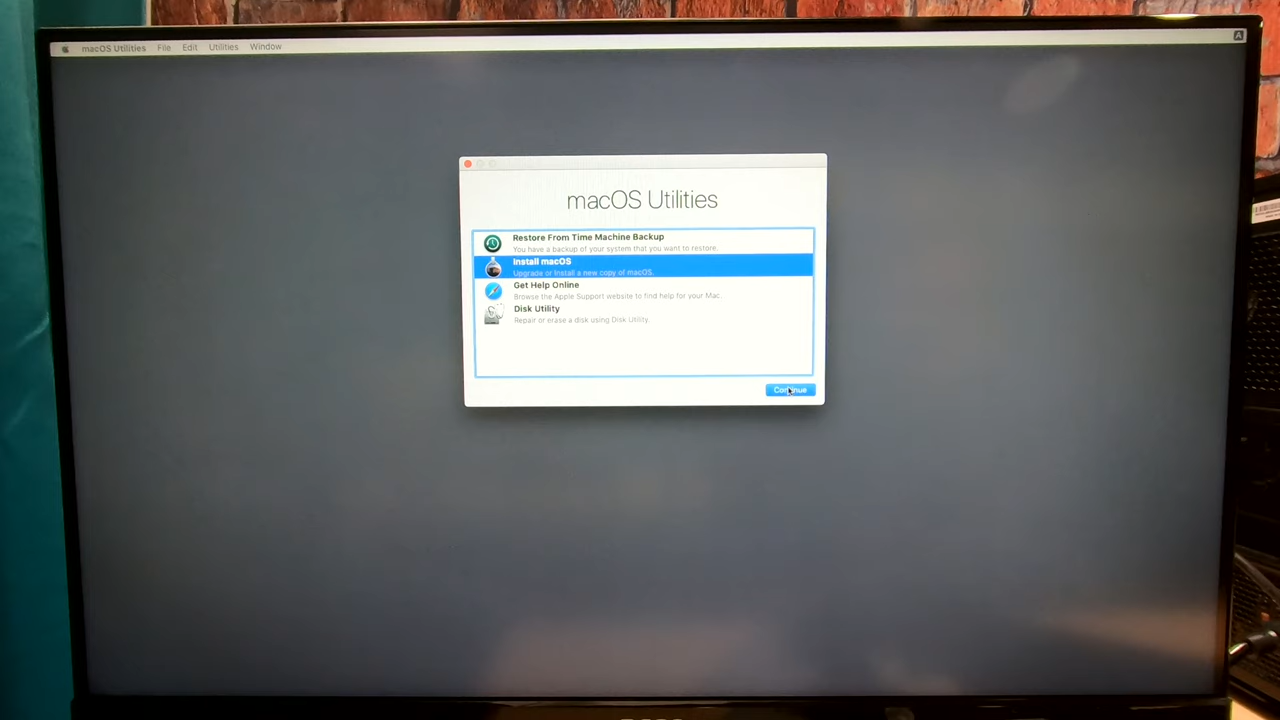 macOS Utilities File Edit Utilities Window A
macOS Utilities
Restore From Time Machine Backup
You have a backup of your system that you want to restore.
Install macOS
Upgrade or install a new copy of macOS.
Get Help Online
Browse the Apple Support website to find help for your Mac.
Disk Utility
Repair or erase a disk using Disk Utility.
Continue